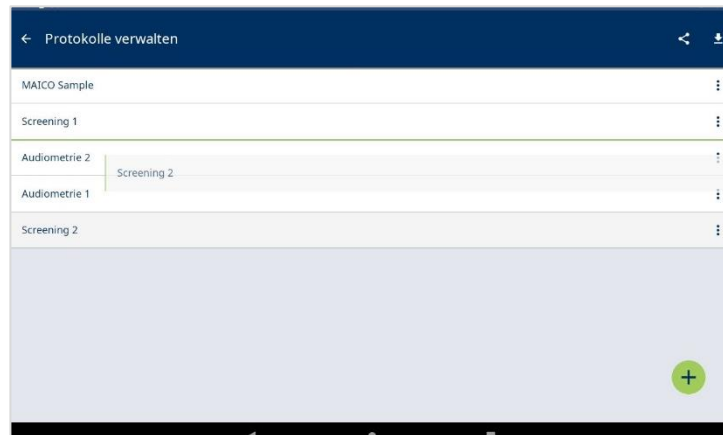 Protokolle verwalten
MAICO Sample
Screening 1
Audiometrie 2
Screening 2
Audiometrie 1
Screening 2